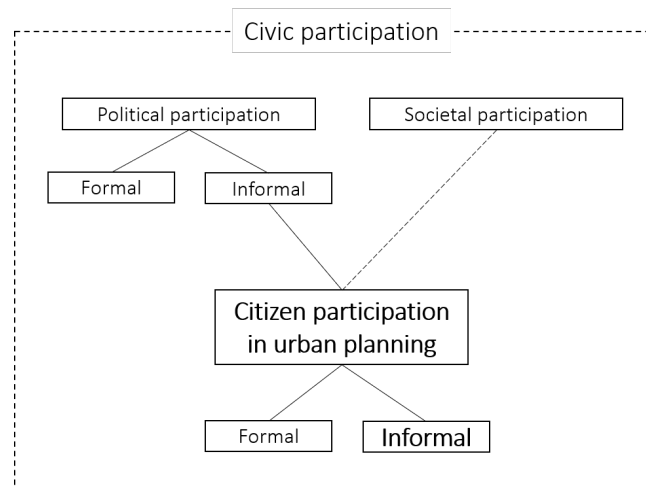 Civic participation
Political participation
Societal participation
Formal
Informal
Citizen participation
in urban planning
Formal
Informal